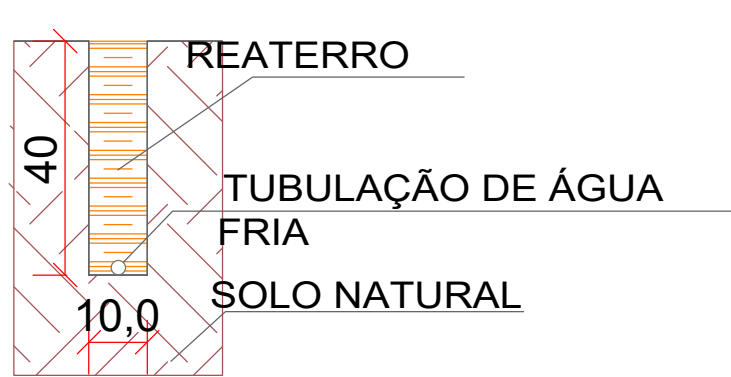 REATERRO
40
TUBULAÇÃO DE ÁGUA
FRIA
SOLO NATURAL
10,0